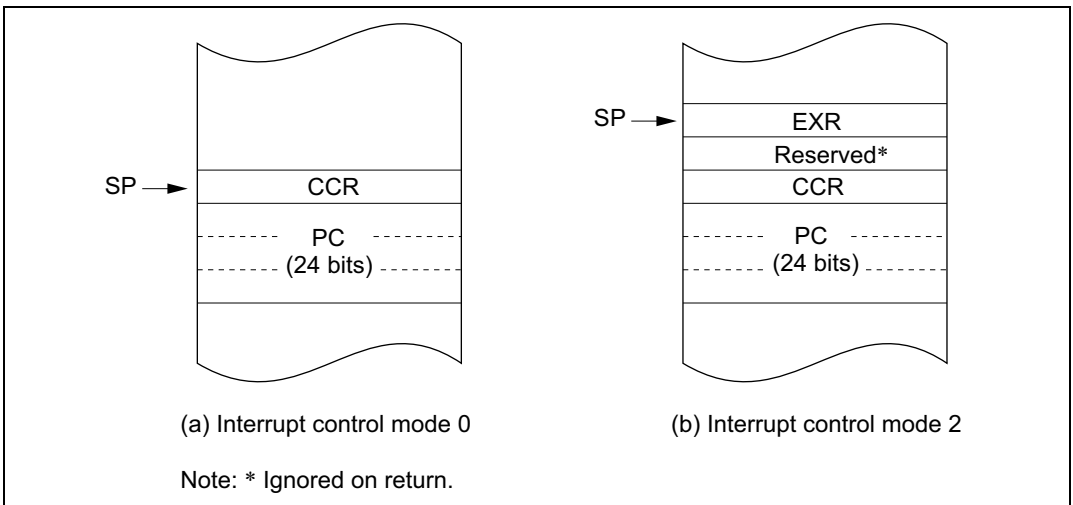 SP
CCR
PC
(24 bits)
(a) Interrupt control mode 0
SP
EXR
Reserved*
CCR
PC
(24 bits)
(b) Interrupt control mode 2
Note: * Ignored on return.